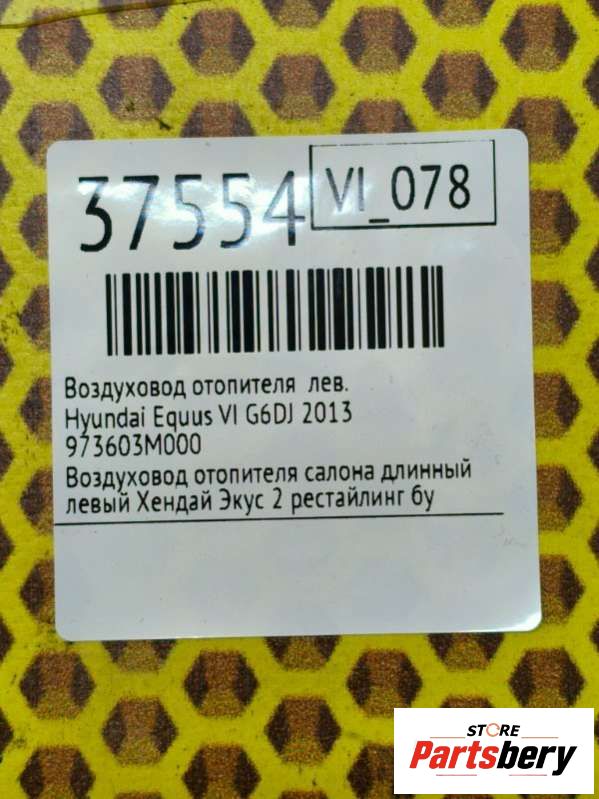 37554
VI_078
Воздуховод отопителя лев.
Hyundai Equus VI G6DJ 2013
973603M000
Воздуховод отопителя салона длинный
левый Хендай Экус 2 рестайлинг бу
STORE
Partsbery